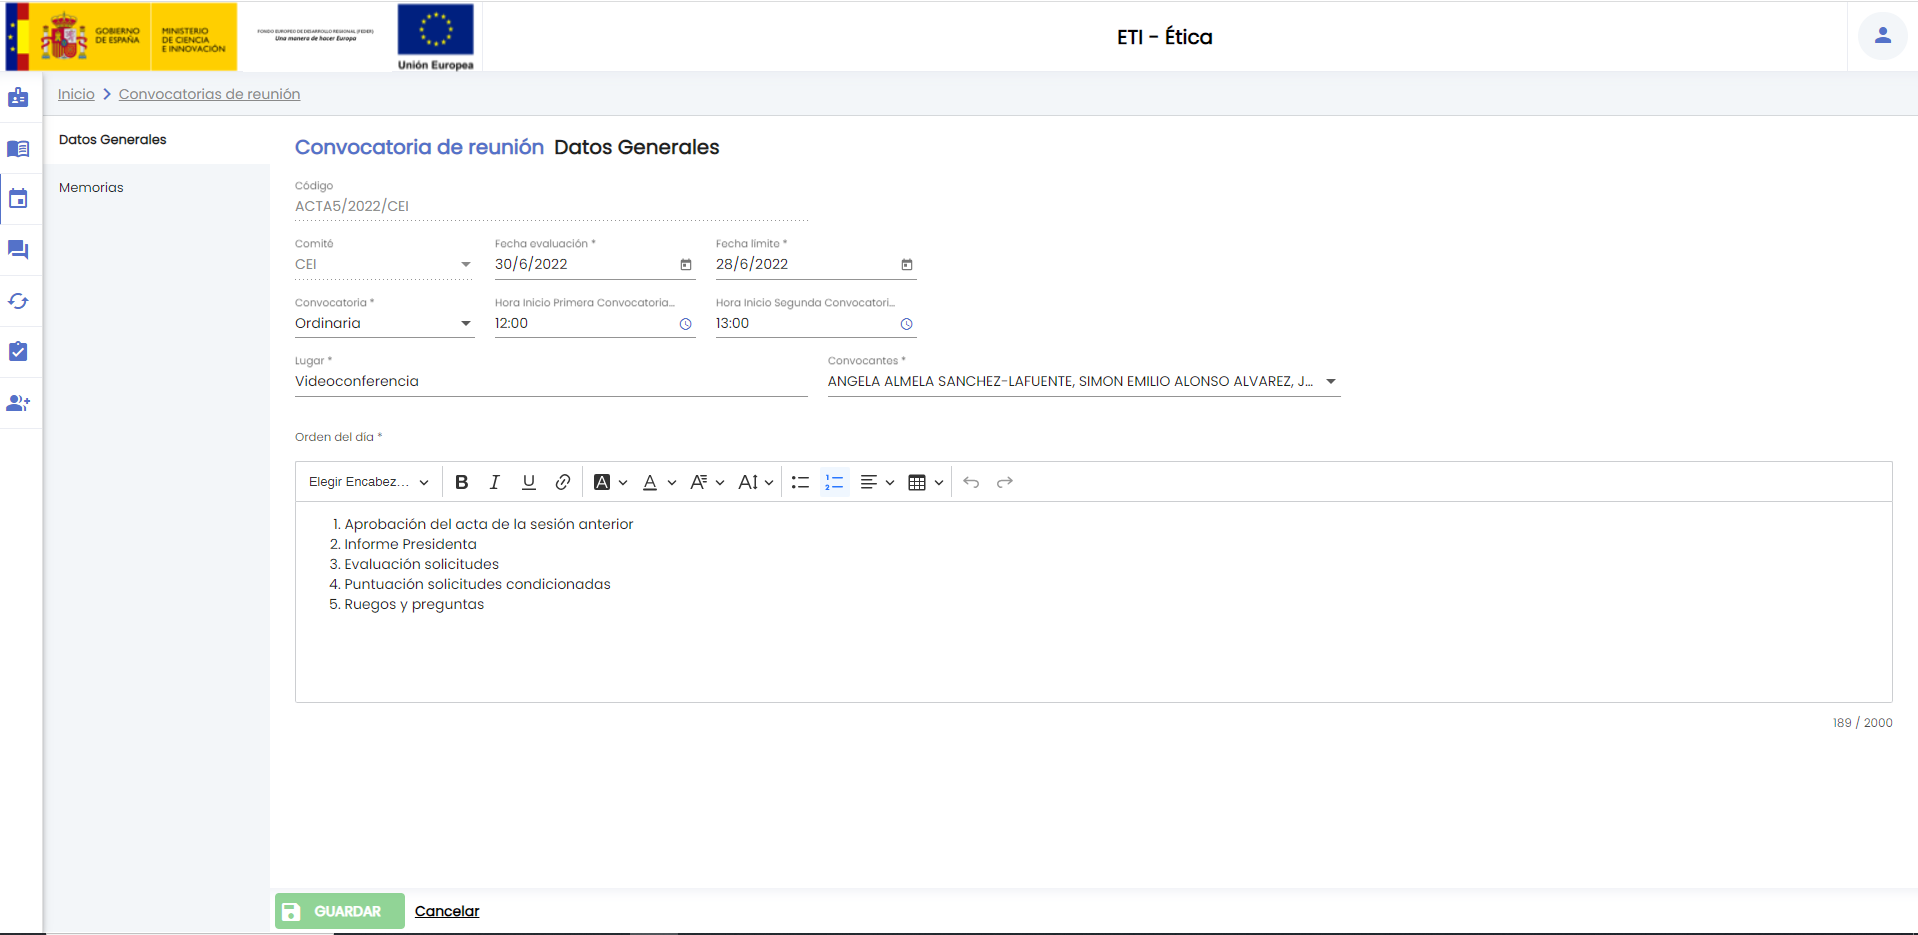 GOBIERNO
DE ESPAÑA
MINISTERIO
DE CIENCIA
E INNOVACIÓN
FONDO EUROPEO DE DESARROLLO REGIONAL (FEDER)
Una manera de hacer Europa
Unión Europea
ETI - Ética
Inicio
Convocatorias de reunión
Datos Generales
Memorias
Convocatoria de reunión Datos Generales
Código
ACTA5/2022/CEI
Comité
CEI
Fecha evaluación *
30/6/2022
Fecha límite *
28/6/2022
Convocatoria *
Ordinaria
Hora Inicio Primera Convocatoria...
12:00
Hora Inicio Segunda Convocatori...
13:00
Lugar *
Videoconferencia
Convocantes *
ANGELA ALMELA SANCHEZ-LAFUENTE, SIMON EMILIO ALONSO ALVAREZ, J...
Orden del día *
Elegir Encabez...
1. Aprobación del acta de la sesión anterior
2. Informe Presidenta
3. Evaluación solicitudes
4. Puntuación solicitudes condicionadas
5. Ruegos y preguntas
189 / 2000
GUARDAR
Cancelar